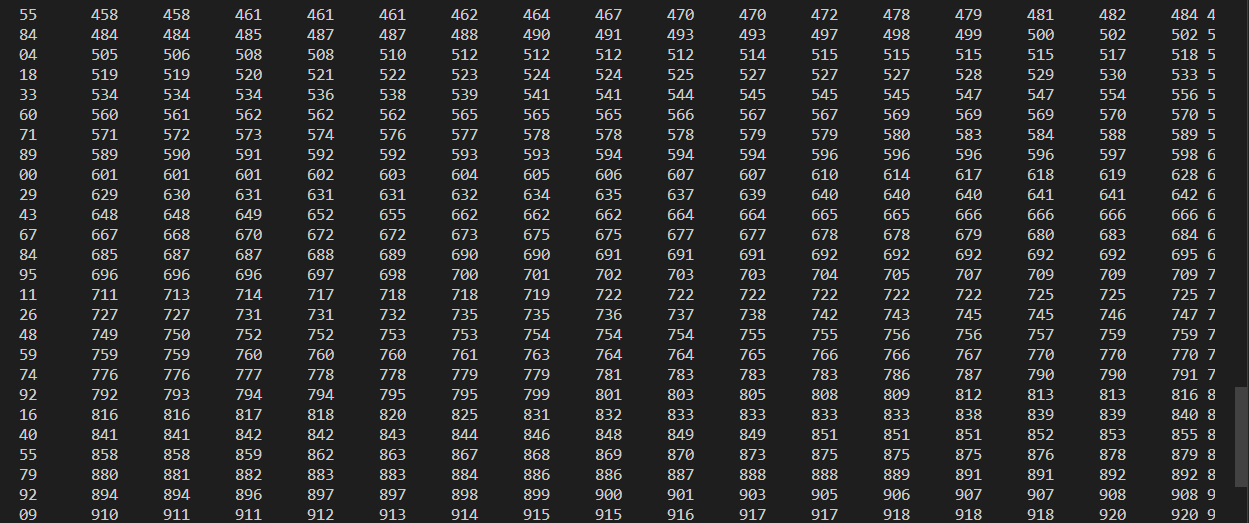 55 458 458 461 461 461 462 464 467 470 470 472 478 479 481 482 484 4
84 484 484 485 487 487 488 490 491 493 493 497 498 499 500 502 502 5
04 505 506 508 508 510 512 512 512 512 514 515 515 515 515 517 518 5
18 519 519 520 521 522 523 524 524 525 527 527 527 528 529 530 533 5
33 534 534 534 536 538 539 541 541 544 545 545 545 547 547 554 556 5
60 560 561 562 562 562 565 565 565 566 567 567 569 569 569 570 570 5
71 571 572 573 574 576 577 578 578 578 579 579 580 583 584 588 589 5
89 589 590 591 592 592 593 593 594 594 594 596 596 596 596 597 598 6
00 601 601 601 602 603 604 605 606 607 607 610 614 617 618 619 628 6
29 629 630 631 631 631 632 634 635 637 639 640 640 640 641 641 642 6
43 648 648 649 652 655 662 662 662 664 664 665 665 666 666 666 666 6
67 667 668 670 672 672 673 675 675 677 677 678 678 679 680 683 684 6
84 685 687 687 688 689 690 690 691 691 691 692 692 692 692 692 695 6
95 696 696 696 697 698 700 701 702 703 703 704 705 707 709 709 709 7
11 711 713 714 717 718 718 719 722 722 722 722 722 722 725 725 725 7
26 727 727 731 731 732 735 735 736 737 738 742 743 745 745 746 747 7
48 749 750 752 752 753 753 754 754 754 755 755 756 756 757 759 759 7
59 759 759 760 760 760 761 763 764 764 765 766 766 767 770 770 770 7
74 776 776 777 778 778 779 779 781 783 783 783 786 787 790 790 791 7
92 792 793 794 794 795 795 799 801 803 805 808 809 812 813 813 816 8
16 816 816 817 818 820 825 831 832 833 833 833 833 838 839 839 840 8
40 841 841 842 842 843 844 846 848 849 849 851 851 851 852 853 855 8
55 858 858 859 862 863 867 868 869 870 873 875 875 875 876 878 879 8
79 880 881 882 883 883 884 886 886 887 888 888 889 891 891 892 892 8
92 894 894 896 897 897 898 899 900 901 903 905 906 907 907 908 908 9
09 910 911 911 912 913 914 915 915 916 917 917 918 918 918 920 920 9